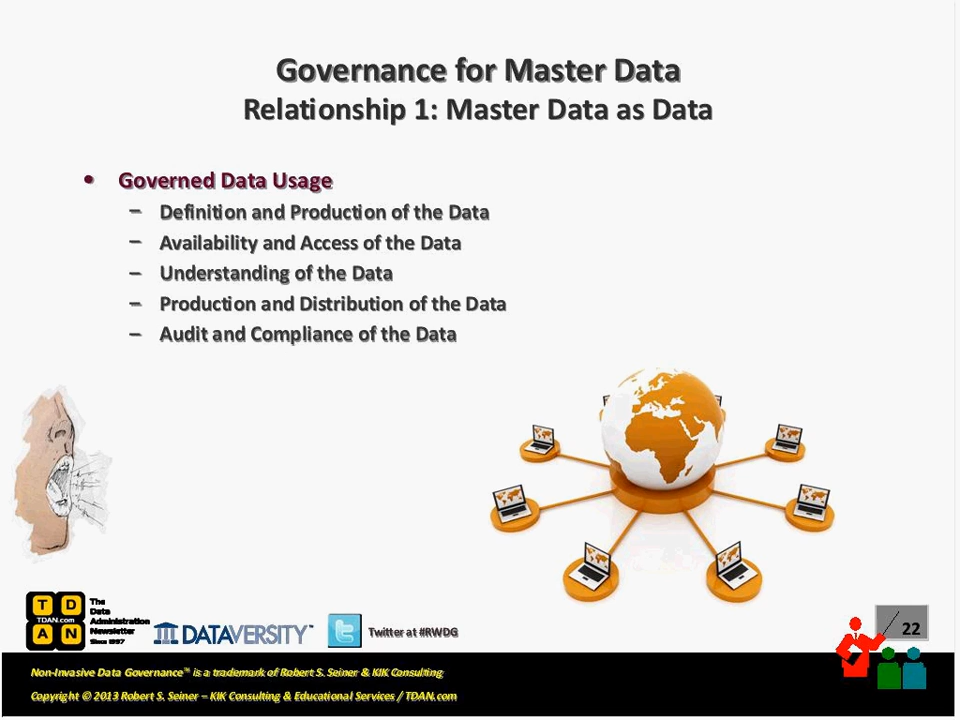 Governance for Master Data
Relationship 1: Master Data as Data
• Governed Data Usage
– Definition and Production of the Data
– Availability and Access of the Data
– Understanding of the Data
– Production and Distribution of the Data
– Audit and Compliance of the Data
T D
TDAN.com
A N
The
Data
Administration
Newsletter
Since 1997
DATAVERSITY™
Twitter at #RWDG
22
Non-Invasive Data Governance™ is a trademark of Robert S. Seiner & KIK Consulting
Copyright © 2013 Robert S. Seiner – KIK Consulting & Educational Services / TDAN.com